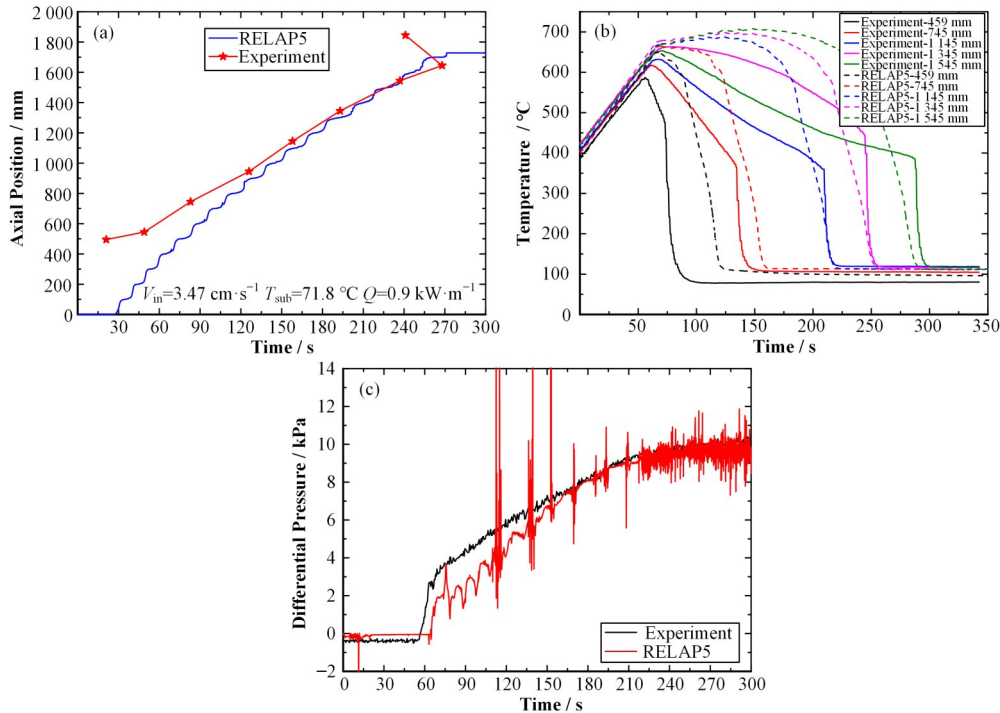 (a)
RELAP5
Experiment
2 000
1 800
1 600
1 400
1 200
1 000
800
600
400
200
0
Axial Position / mm
V_in=3.47 cm·s⁻¹ T_sub=71.8 °C Q=0.9 kW·m⁻¹
30 60 90 120 150 180 210 240 270 300
Time / s
(b)
Experiment-459 mm
Experiment-745 mm
Experiment-1 145 mm
Experiment-1 345 mm
Experiment-1 545 mm
RELAP5-459 mm
RELAP5-745 mm
RELAP5-1 145 mm
RELAP5-1 345 mm
RELAP5-1 545 mm
700
600
500
400
300
200
100
0
Temperature / °C
50 100 150 200 250 300 350
Time / s
(c)
14
12
10
8
6
4
2
0
−2
Differential Pressure / kPa
Experiment
RELAP5
0 30 60 90 120 150 180 210 240 270 300
Time / s